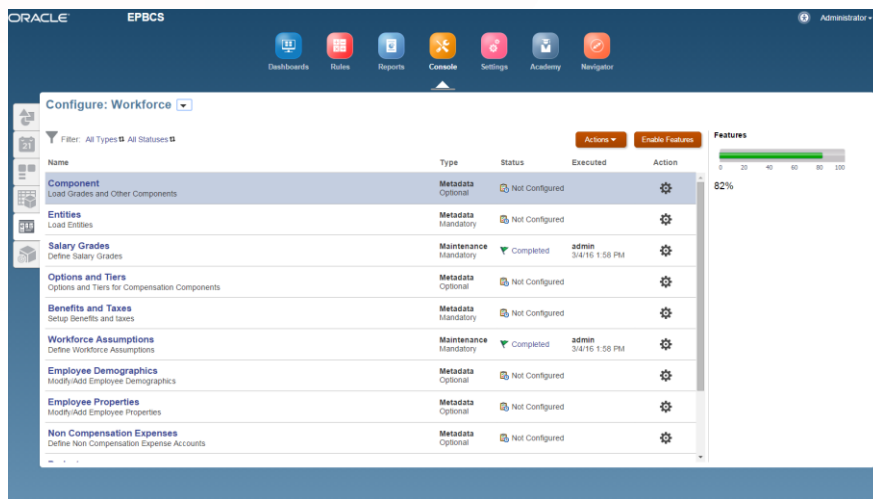 ORACLE
EPBCS
Administrator
Dashboards Rules Reports Console Settings Academy Navigator
Configure: Workforce
Filter: All Types All Statuses
Actions
Enable Features
Features
Name Type Status Executed Action
0 20 40 60 80 100
82%
Component Metadata
Load Grades and Other Components Optional Not Configured
Entities Metadata
Load Entities Mandatory Not Configured
Salary Grades Maintenance Completed admin
Define Salary Grades Mandatory 3/4/16 1:58 PM
Options and Tiers Metadata
Options and Tiers for Compensation Components Optional Not Configured
Benefits and Taxes Metadata
Setup Benefits and taxes Mandatory Not Configured
Workforce Assumptions Maintenance Completed admin
Define Workforce Assumptions Mandatory 3/4/16 1:58 PM
Employee Demographics Metadata
Modify/Add Employee Demographics Optional Not Configured
Employee Properties Metadata
Modify/Add Employee Properties Optional Not Configured
Non Compensation Expenses Metadata
Define Non Compensation Expense Accounts Optional Not Configured
21